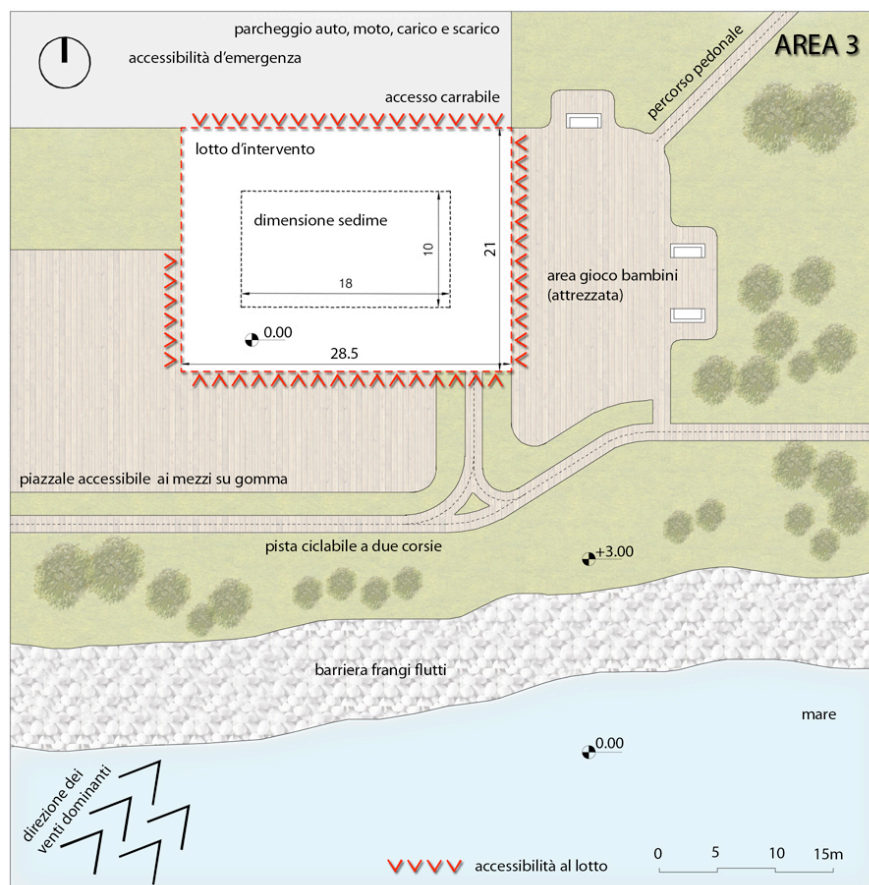 parcheggio auto, moto, carico e scarico
AREA 3
accessibilità d'emergenza
percorso pedonale
accesso carrabile
lotto d'intervento
dimensione sedime
10
21
18
area gioco bambini
(attrezzata)
0.00
28.5
piazzale accessibile ai mezzi su gomma
pista ciclabile a due corsie
+3.00
barriera frangi flutti
mare
0.00
direzione dei
venti dominanti
accessibilità al lotto
0 5 10 15m